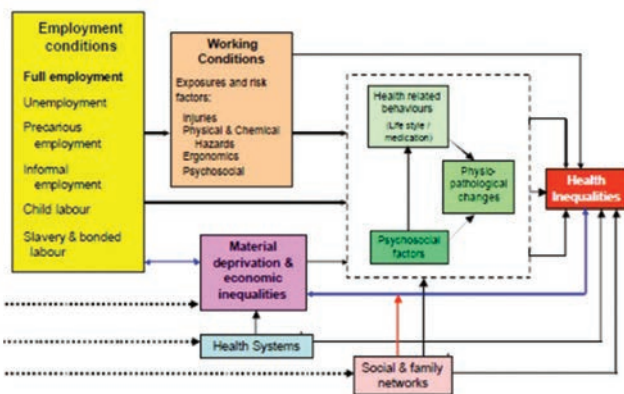 Employment
conditions
Full employment
Unemployment
Precarious
employment
Informal
employment
Child labour
Slavery & bonded
labour
Working
Conditions
Exposures and risk
factors:
Injuries
Physical & Chemical
Hazards
Ergonomics
Psychosocial
Material
deprivation &
economic
inequalities
Health Systems
Health related
behaviours
(Life style /
medication)
Physio-
pathological
changes
Psychosocial
factors
Social & family
networks
Health
Inequalities